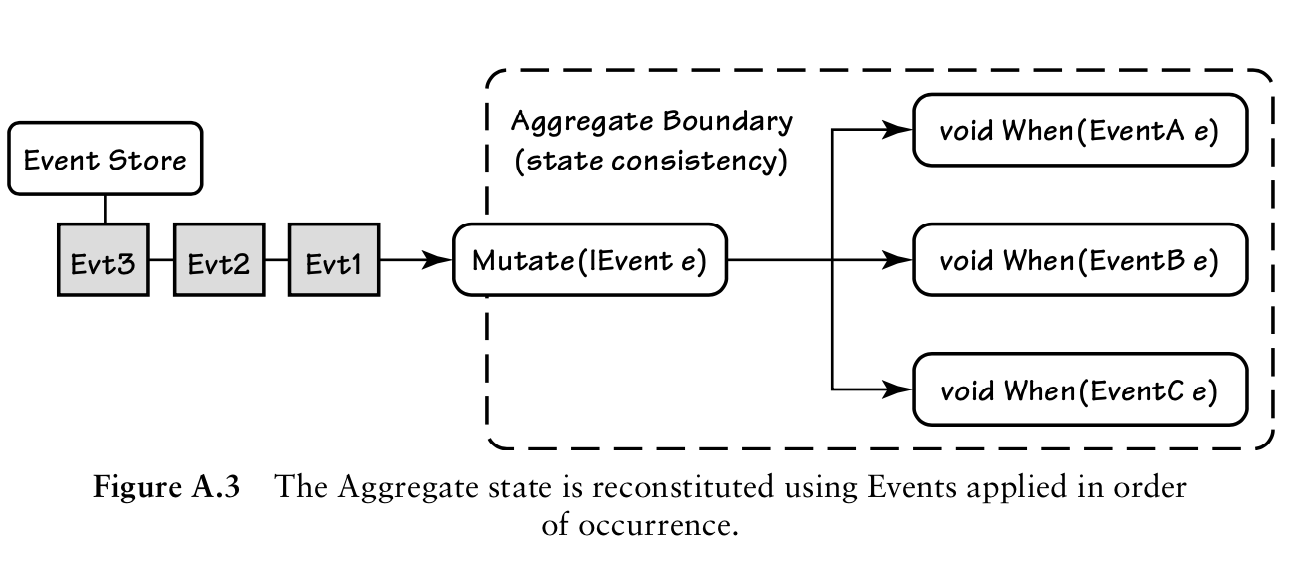 Aggregate Boundary
(state consistency)
void When(EventA e)
Event Store
Evt3
Evt2
Evt1
Mutate(IEvent e)
void When(EventB e)
void When(EventC e)
Figure A.3 The Aggregate state is reconstituted using Events applied in order
of occurrence.